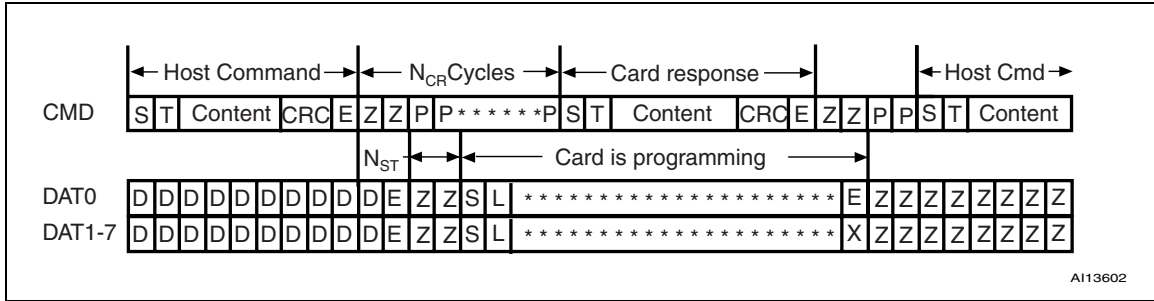 Host Command N_CR Cycles Card response Host Cmd
CMD S T Content CRC E Z Z P P * * * * * * P S T Content CRC E Z Z P P S T Content
N_ST Card is programming
DAT0 D D D D D D D D D D E Z Z S L * * * * * * * * * * * * * * * * * * * * * E Z Z Z Z Z Z Z Z
DAT1-7 D D D D D D D D D D E Z Z S L * * * * * * * * * * * * * * * * * * * * * X Z Z Z Z Z Z Z Z
AI13602